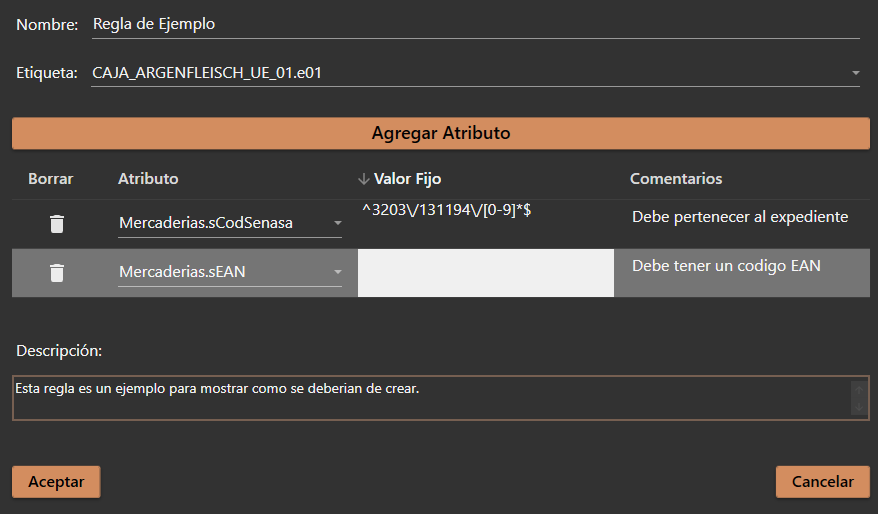 Nombre: Regla de Ejemplo
Etiqueta: CAJA_ARGENFLEISCH_UE_01.e01
Agregar Atributo
Borrar Atributo Valor Fijo Comentarios
Mercaderias.sCodSenasa ^3203\/131194\/[0-9]*$ Debe pertenecer al expediente
Mercaderias.sEAN Debe tener un codigo EAN
Descripción:
Esta regla es un ejemplo para mostrar como se deberian de crear.
Aceptar Cancelar